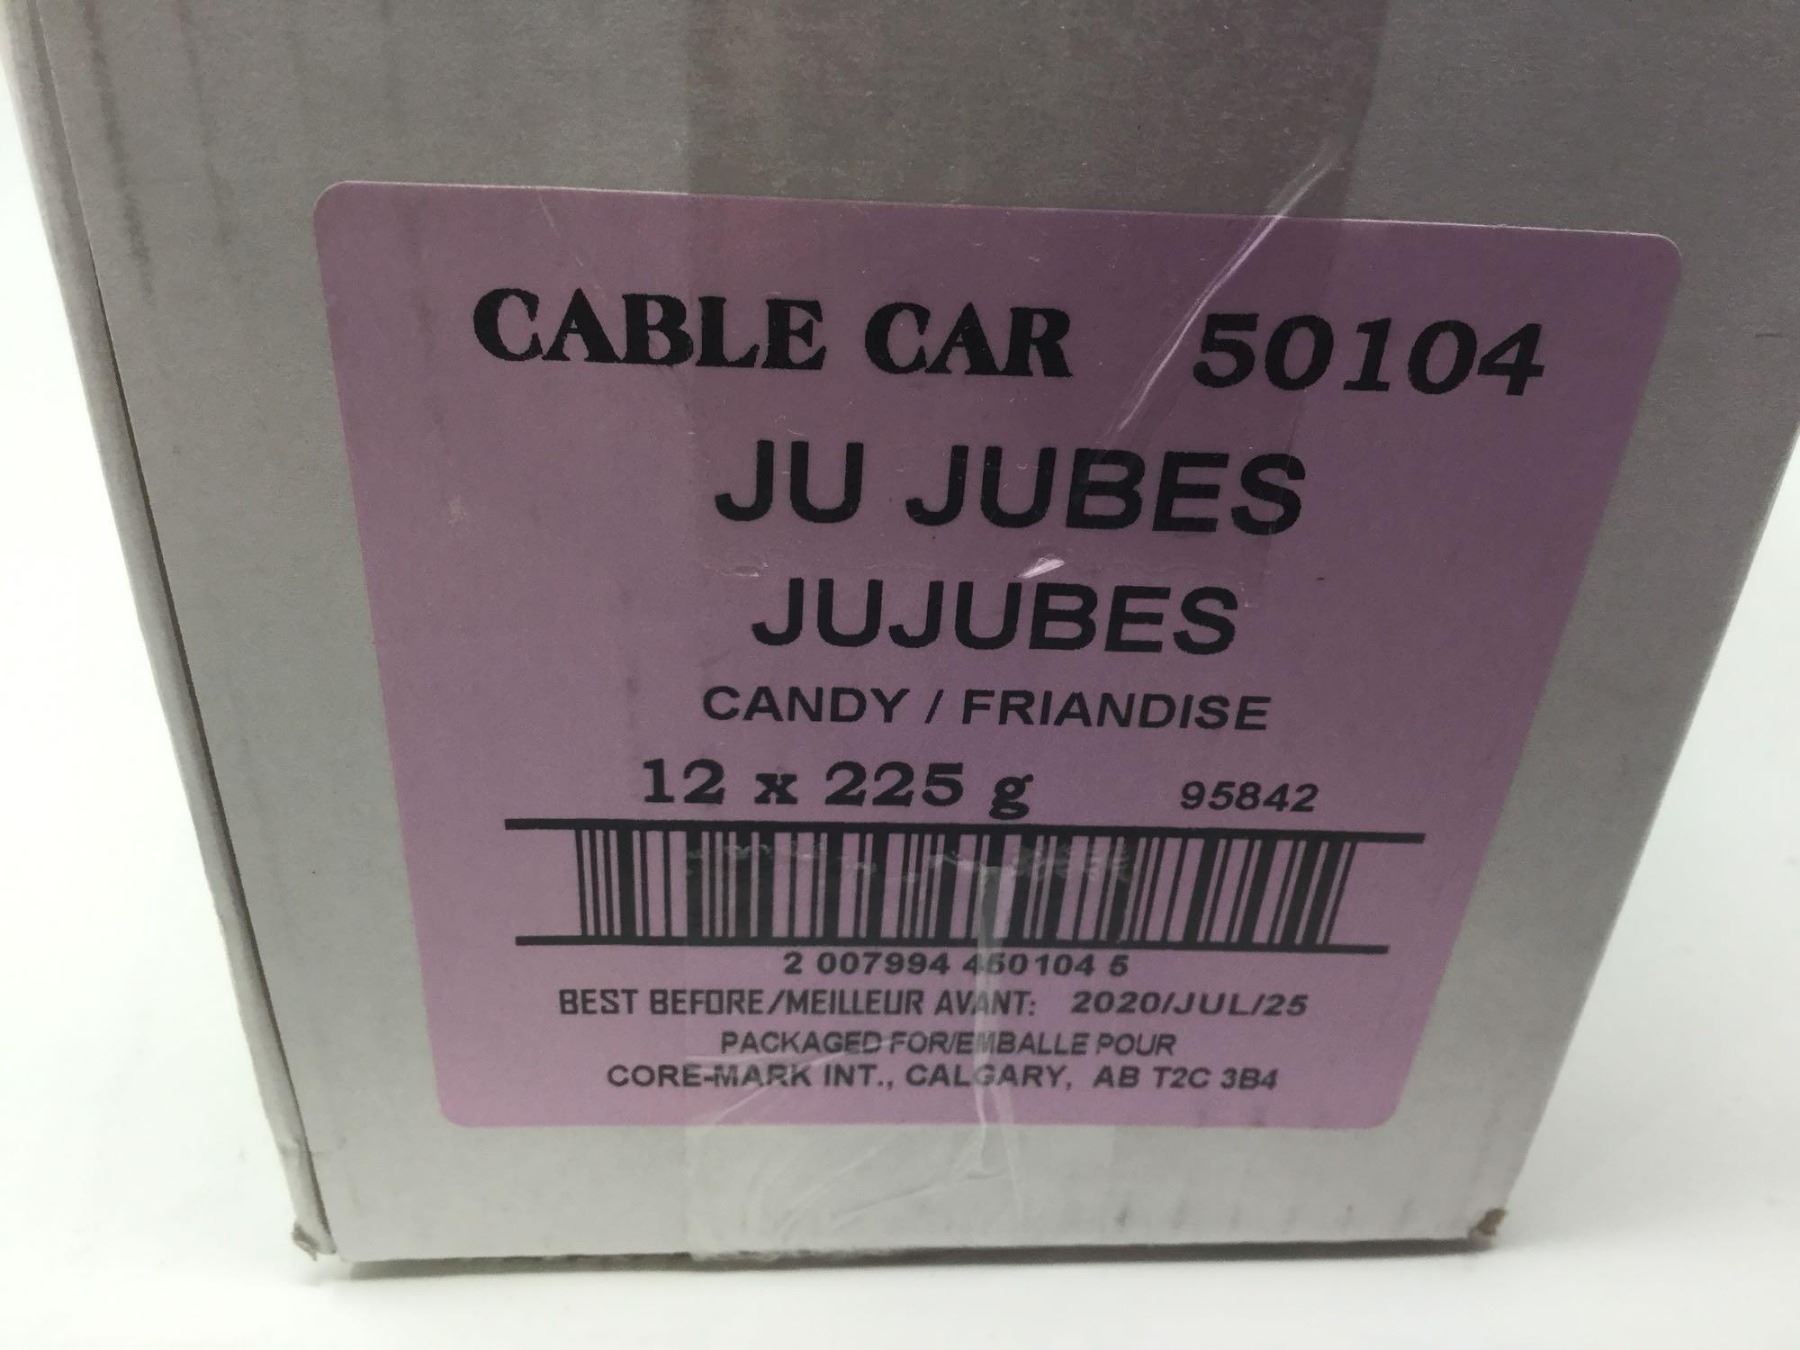 CABLE CAR 50104
JU JUBES
JUJUBES
CANDY / FRIANDISE
12 x 225 g 95842
2 007994 450104 5
BEST BEFORE/MEILLEUR AVANT: 2020/JUL/25
PACKAGED FOR/EMBALLE POUR
CORE-MARK INT., CALGARY, AB T2C 3B4